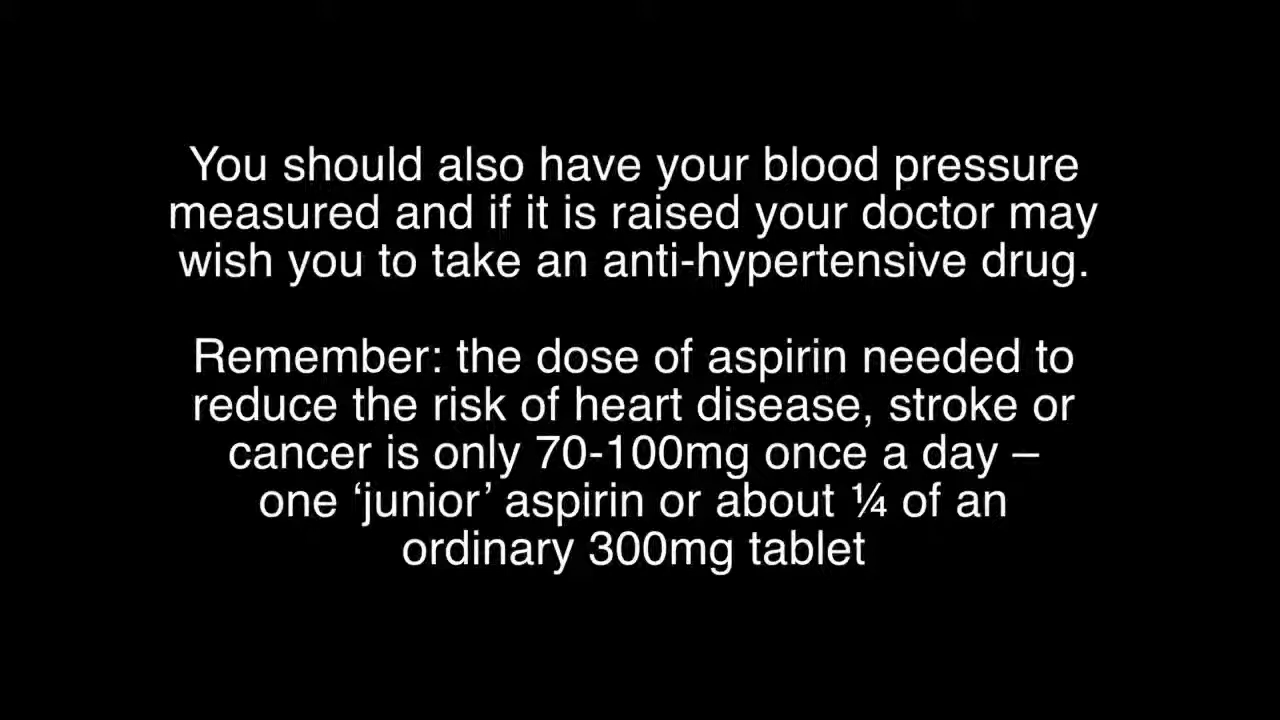 You should also have your blood pressure
measured and if it is raised your doctor may
wish you to take an anti-hypertensive drug.
Remember: the dose of aspirin needed to
reduce the risk of heart disease, stroke or
cancer is only 70-100mg once a day –
one ‘junior’ aspirin or about ¼ of an
ordinary 300mg tablet